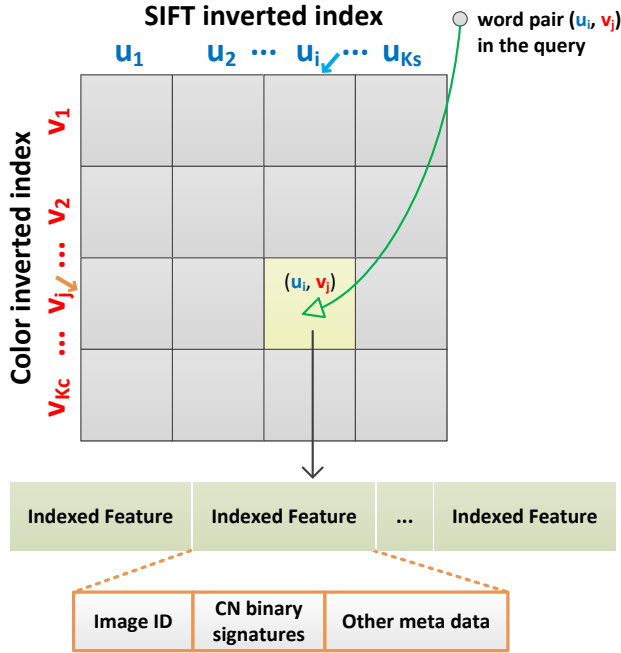 SIFT inverted index
word pair (ui, vj)
in the query
u1 u2 ... ui ... uKs
Color inverted index
v1 v2 ... vj ... vKc
(ui, vj)
Indexed Feature Indexed Feature ... Indexed Feature
Image ID
CN binary
signatures
Other meta data